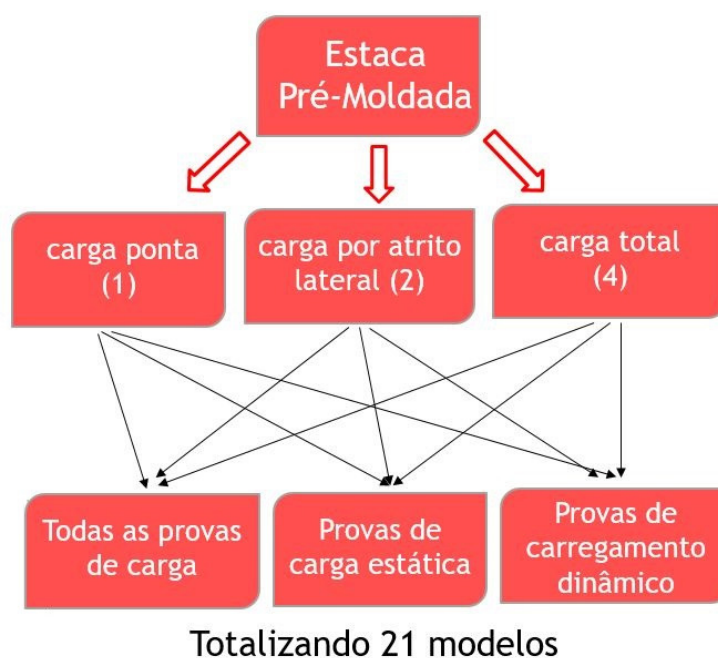 Estaca
Pré-Moldada
carga ponta
(1)
carga por atrito
lateral (2)
carga total
(4)
Todas as provas
de carga
Provas de
carga estática
Provas de
carregamento
dinâmico
Totalizando 21 modelos